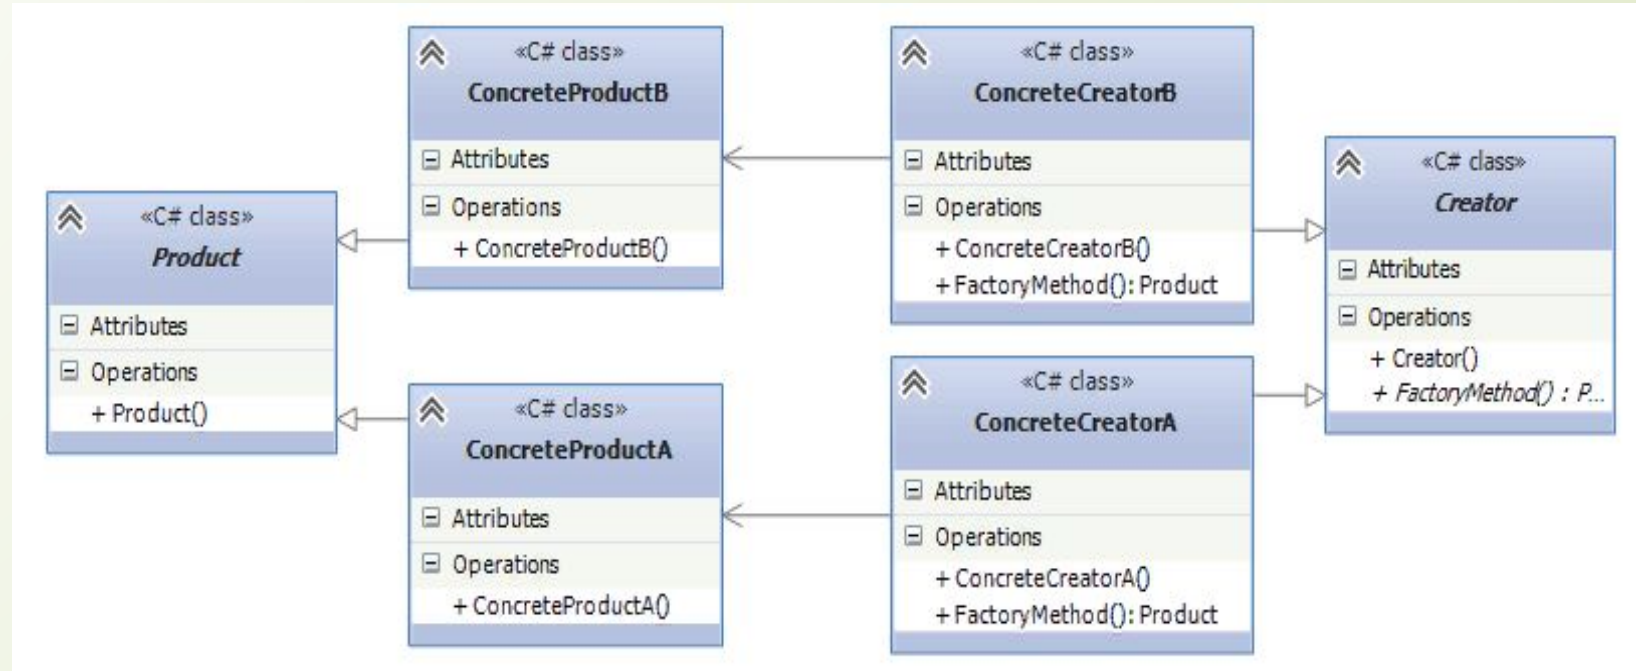 «C# class»
Product
Attributes
Operations
+ Product()
«C# class»
ConcreteProductB
Attributes
Operations
+ ConcreteProductB()
«C# class»
ConcreteProductA
Attributes
Operations
+ ConcreteProductA()
«C# class»
ConcreteCreatorB
Attributes
Operations
+ ConcreteCreatorB()
+ FactoryMethod(): Product
«C# class»
ConcreteCreatorA
Attributes
Operations
+ ConcreteCreatorA()
+ FactoryMethod(): Product
«C# class»
Creator
Attributes
Operations
+ Creator()
+ FactoryMethod() : P...